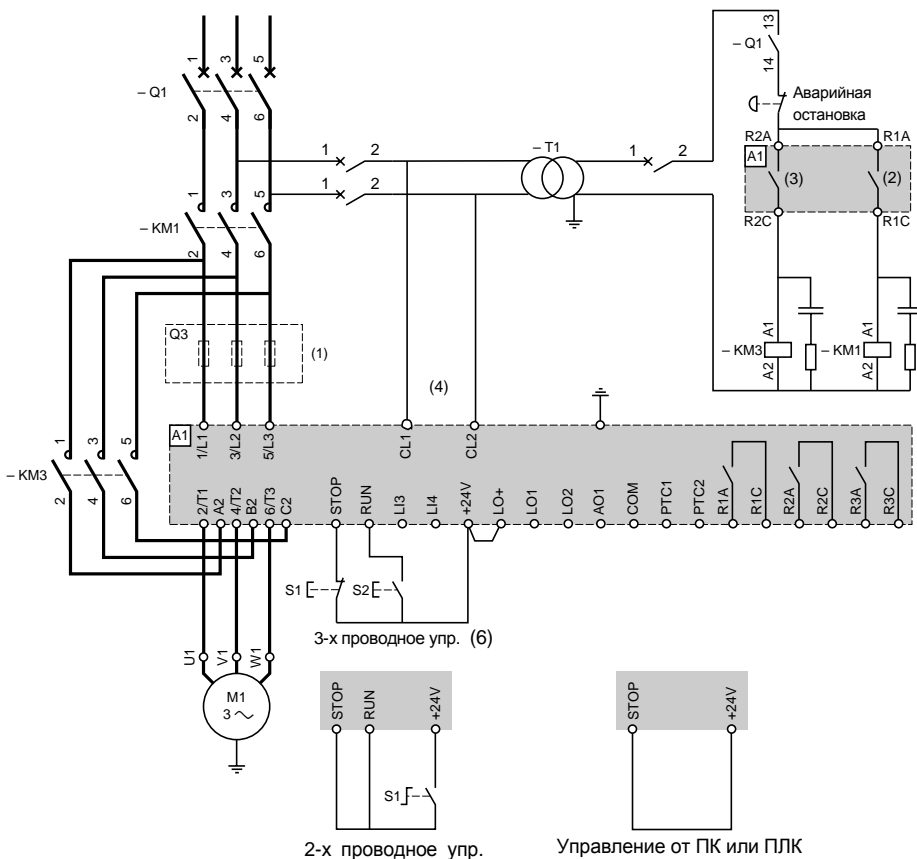 1 3 5
– Q1
2 4 6
1 2
1 2
– T1
1 2
13
– Q1
14
Аварийная
остановка
R2A R1A
A1
(3) (2)
R2C R1C
1 3 5
– KM1
2 4 6
Q3
(1)
A1 A1
– KM3 – KM1
A2 A2
(4)
A1
1/L1 3/L2 5/L3 CL1 CL2
1 3 5
– KM3
2 4 6
2/T1 A2 4/T2 B2 6/T3 C2 STOP RUN LI3 LI4 +24V LO+ LO1 LO2 AO1 COM PTC1 PTC2 R1A R1C R2A R2C R3A R3C
S1 S2
3-х проводное упр. (6)
U1 V1 W1
M1
3
STOP RUN +24V
S1
2-х проводное упр.
STOP +24V
Управление от ПК или ПЛК